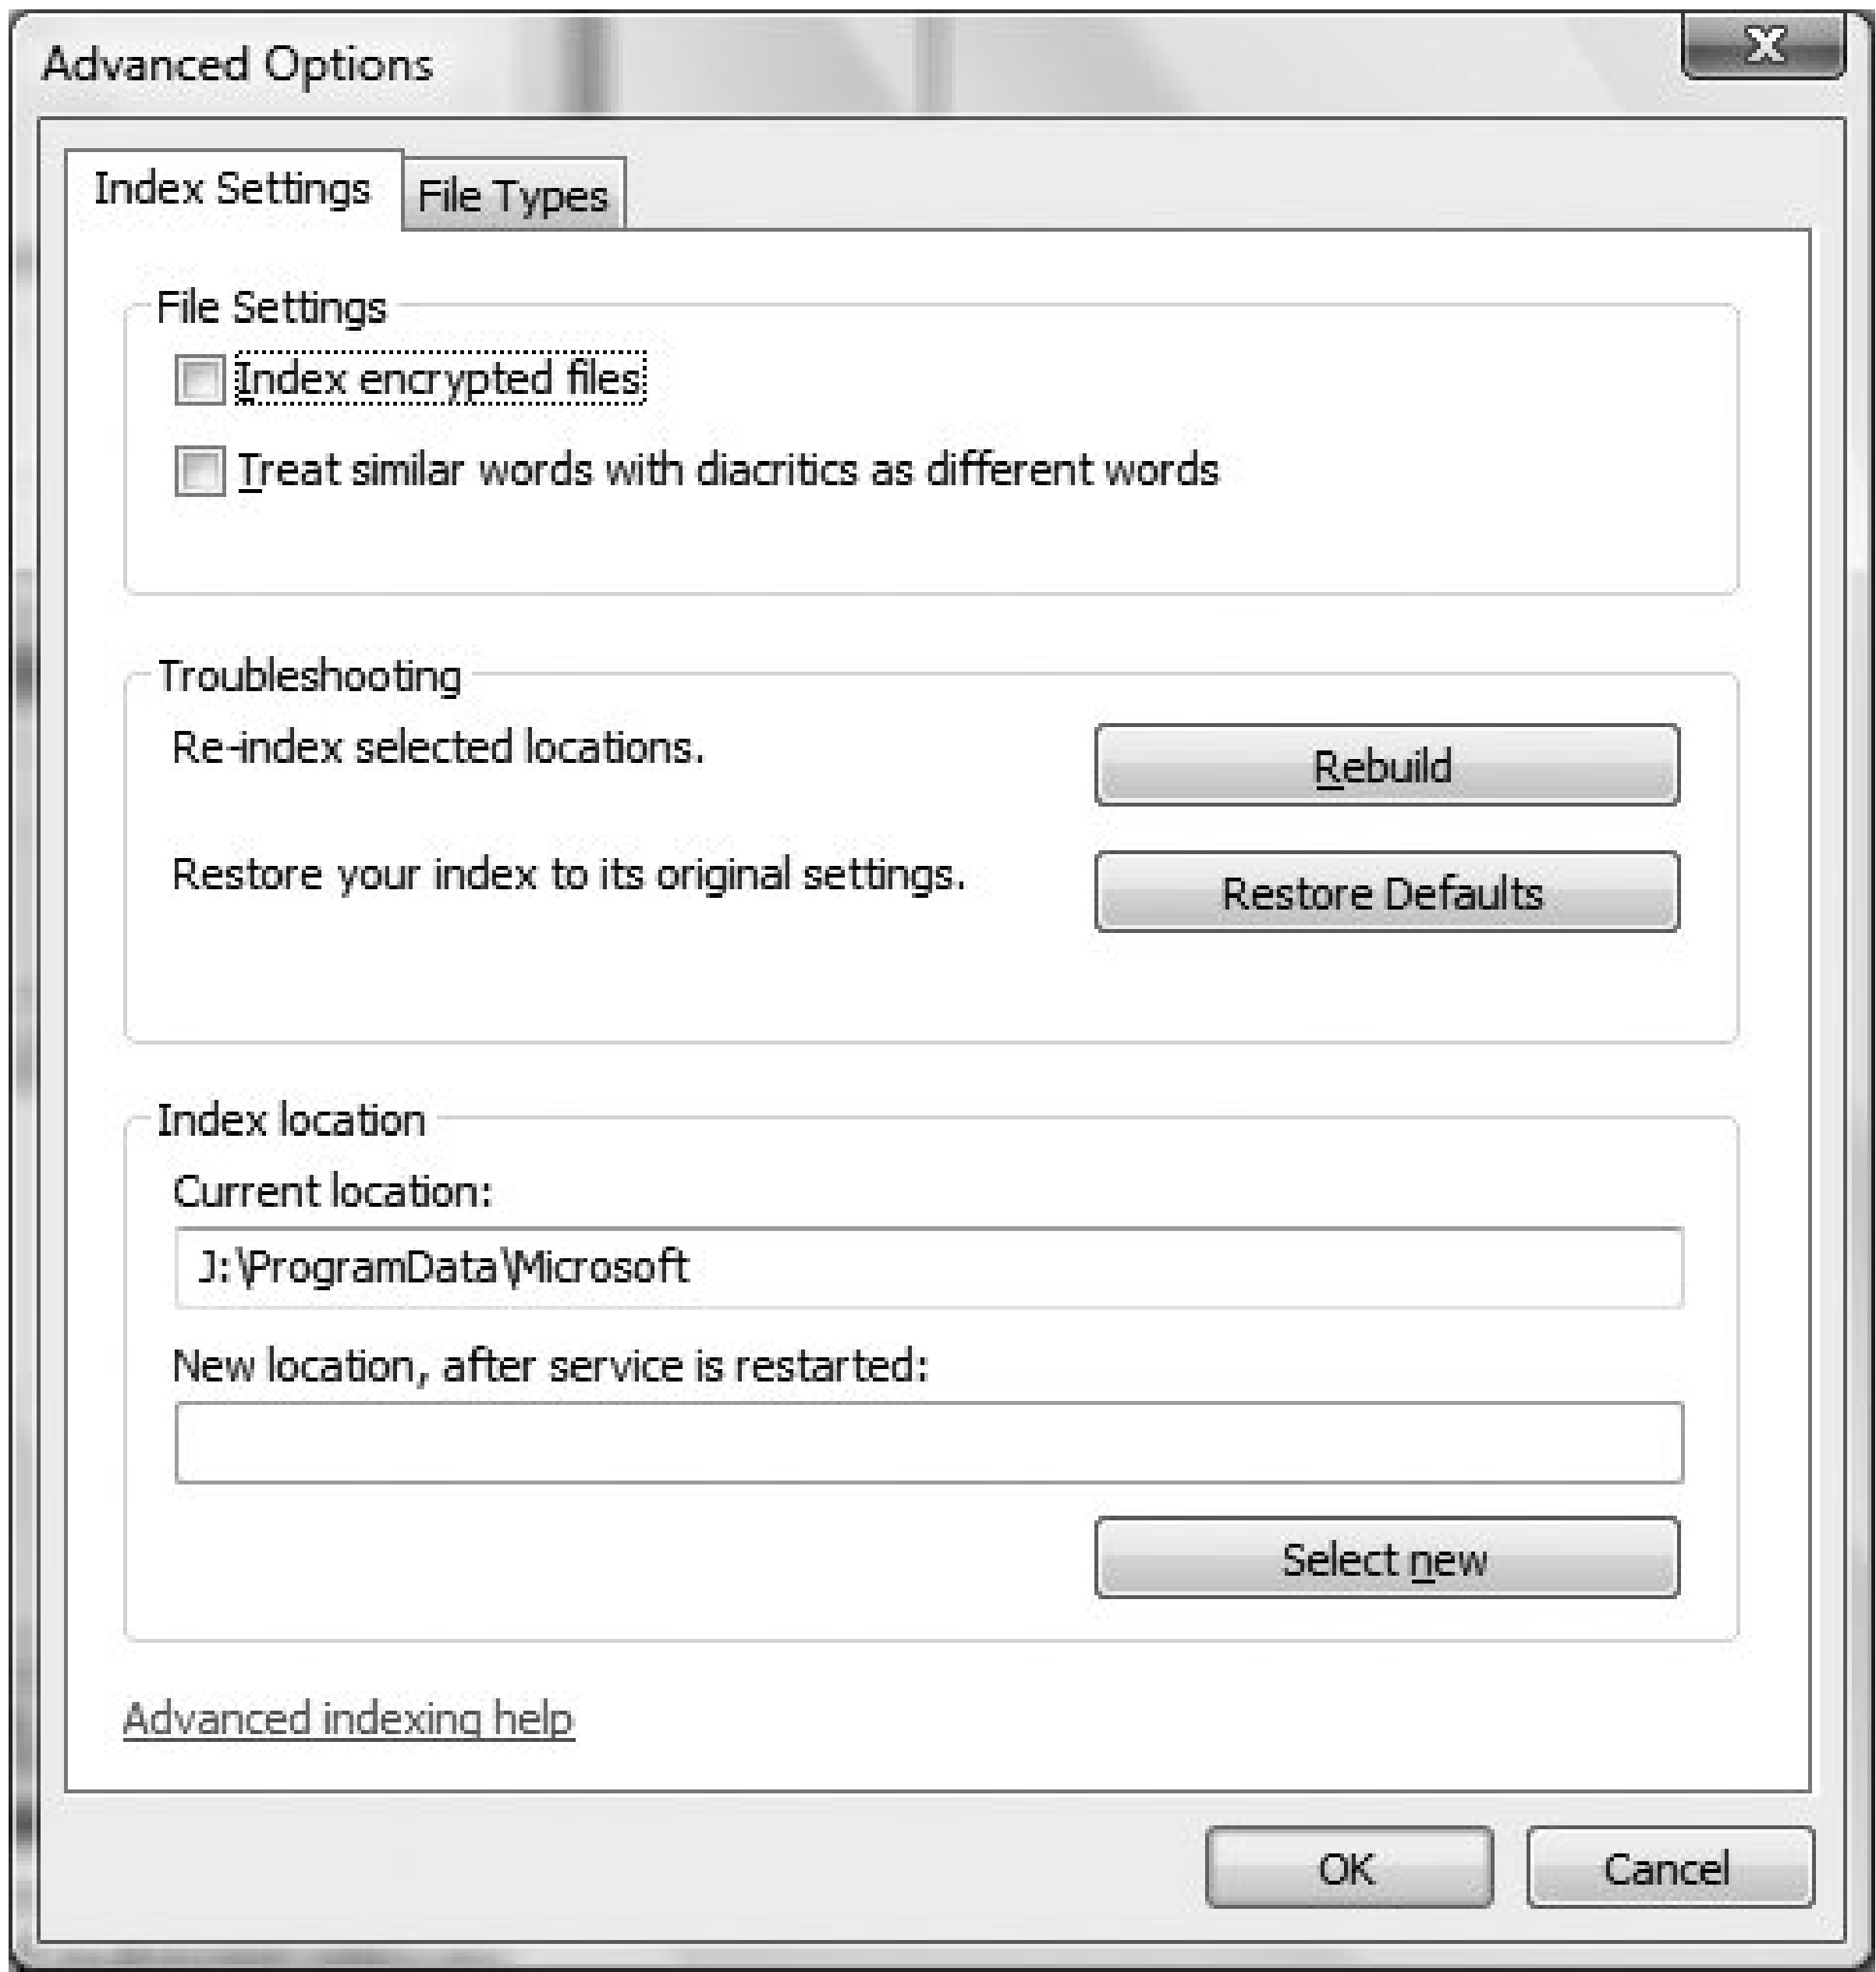 Advanced Options
Index Settings
File Types
File Settings
Index encrypted files
Treat similar words with diacritics as different words
Troubleshooting
Re-index selected locations.
Rebuild
Restore your index to its original settings.
Restore Defaults
Index location
Current location:
J:\ProgramData\Microsoft
New location, after service is restarted:
Select new
Advanced indexing help
OK
Cancel